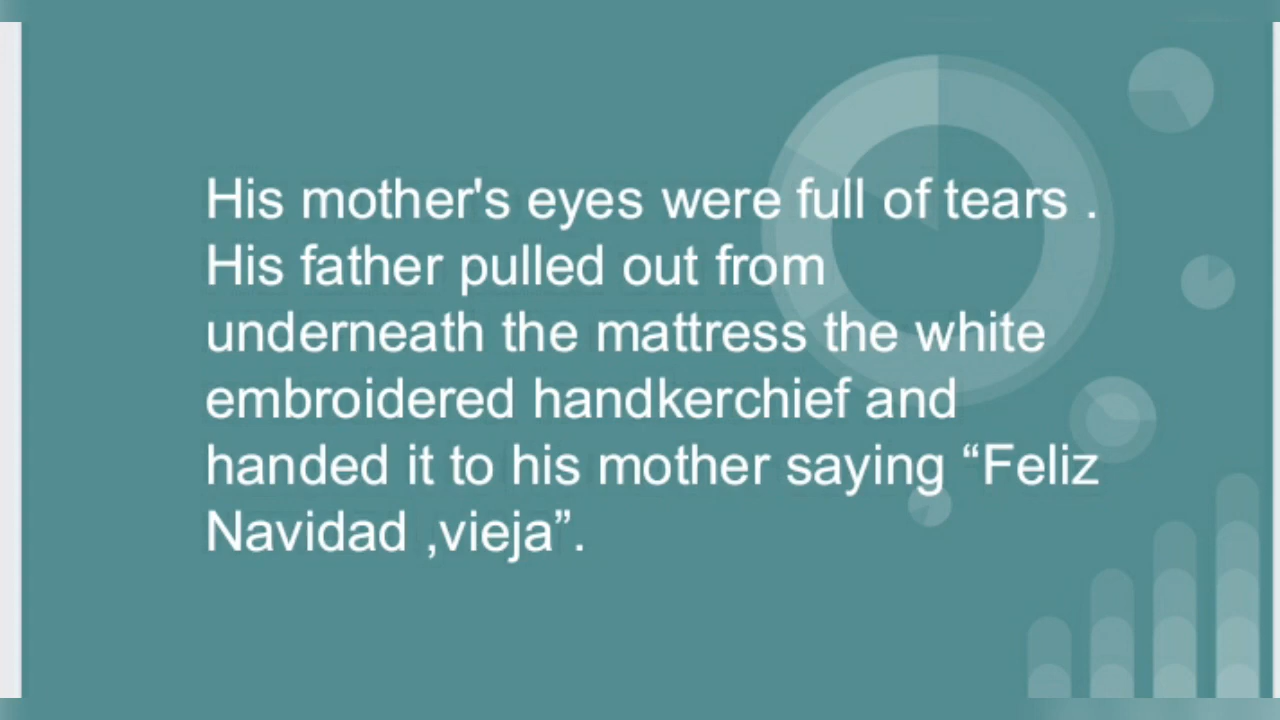 His mother's eyes were full of tears .
His father pulled out from
underneath the mattress the white
embroidered handkerchief and
handed it to his mother saying “Feliz
Navidad ,vieja”.